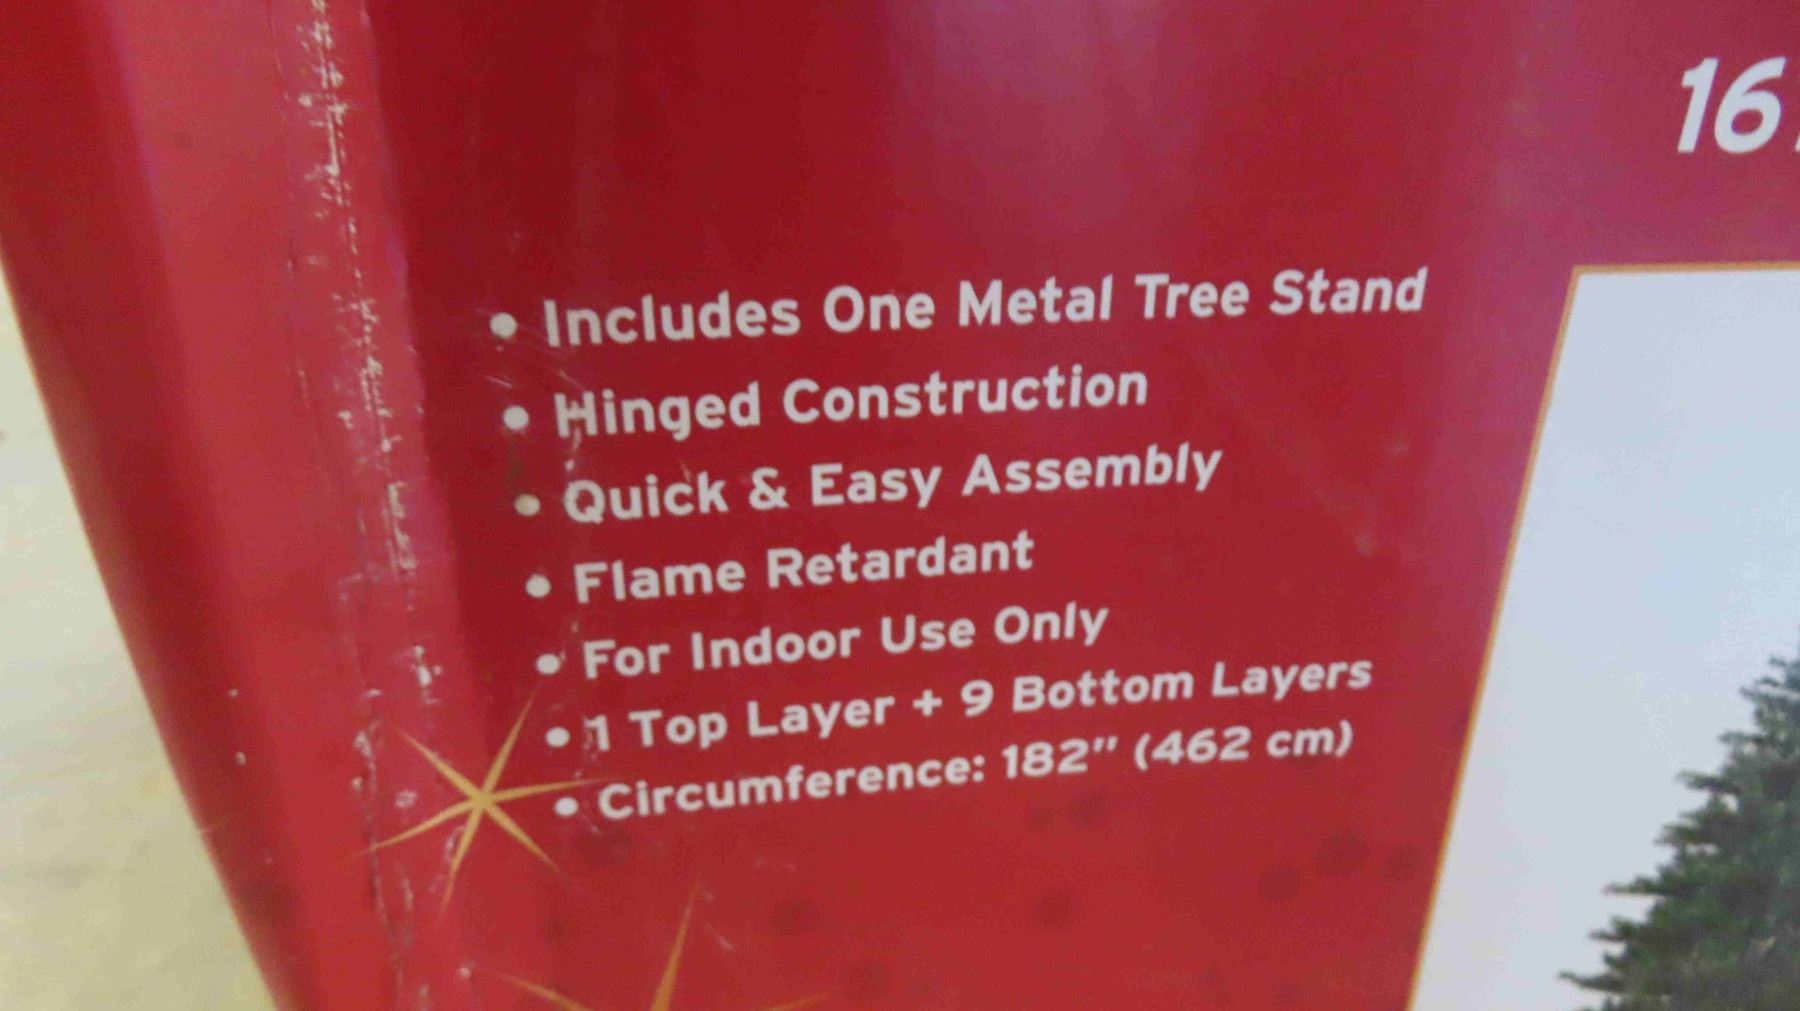 16
• Includes One Metal Tree Stand
• Hinged Construction
• Quick & Easy Assembly
• Flame Retardant
• For Indoor Use Only
• 1 Top Layer + 9 Bottom Layers
• Circumference: 182" (462 cm)